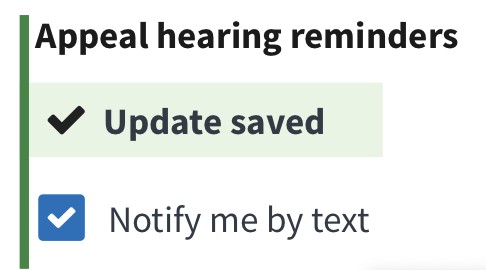 Appeal hearing reminders
Update saved
Notify me by text